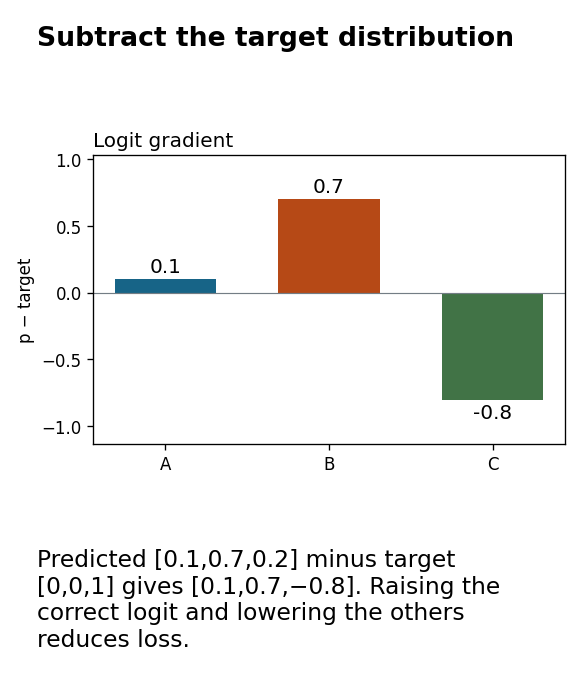 Subtract the target distribution
Logit gradient
1.0
0.5
0.0
−0.5
−1.0
p − target
0.1
0.7
-0.8
A
B
C
Predicted [0.1,0.7,0.2] minus target
[0,0,1] gives [0.1,0.7,−0.8]. Raising the
correct logit and lowering the others
reduces loss.